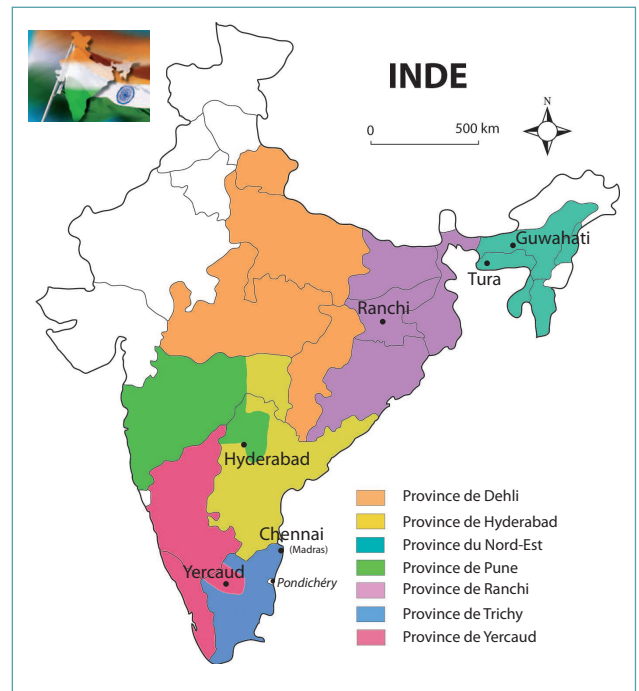 INDE
N
0 500 km
Guwahati
Tura
Ranchi
Hyderabad
Chennai
(Madras)
Yercaud
Pondichéry
Province de Dehli
Province de Hyderabad
Province du Nord-Est
Province de Pune
Province de Ranchi
Province de Trichy
Province de Yercaud